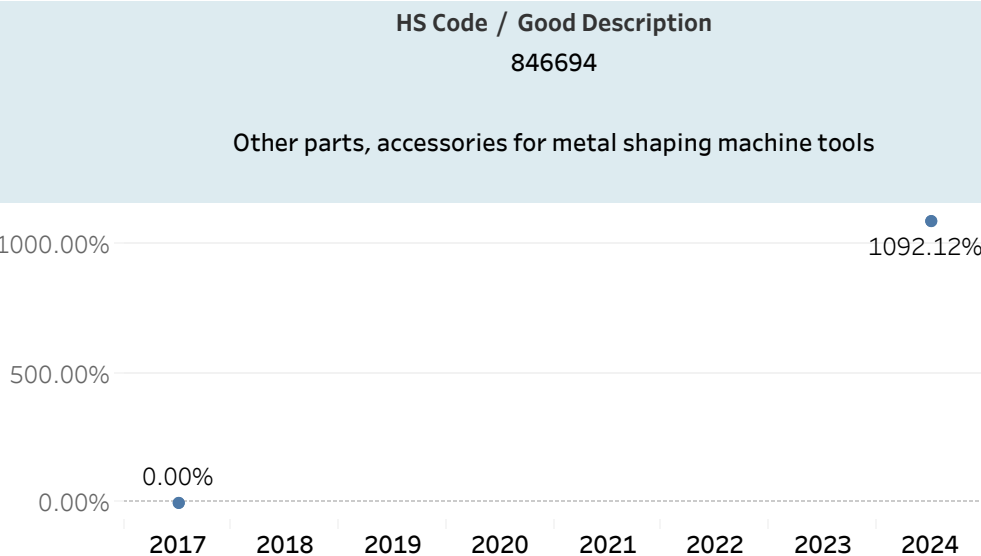 HS Code / Good Description
846694
Other parts, accessories for metal shaping machine tools
1000.00%
1092.12%
500.00%
0.00%
0.00%
2017 2018 2019 2020 2021 2022 2023 2024